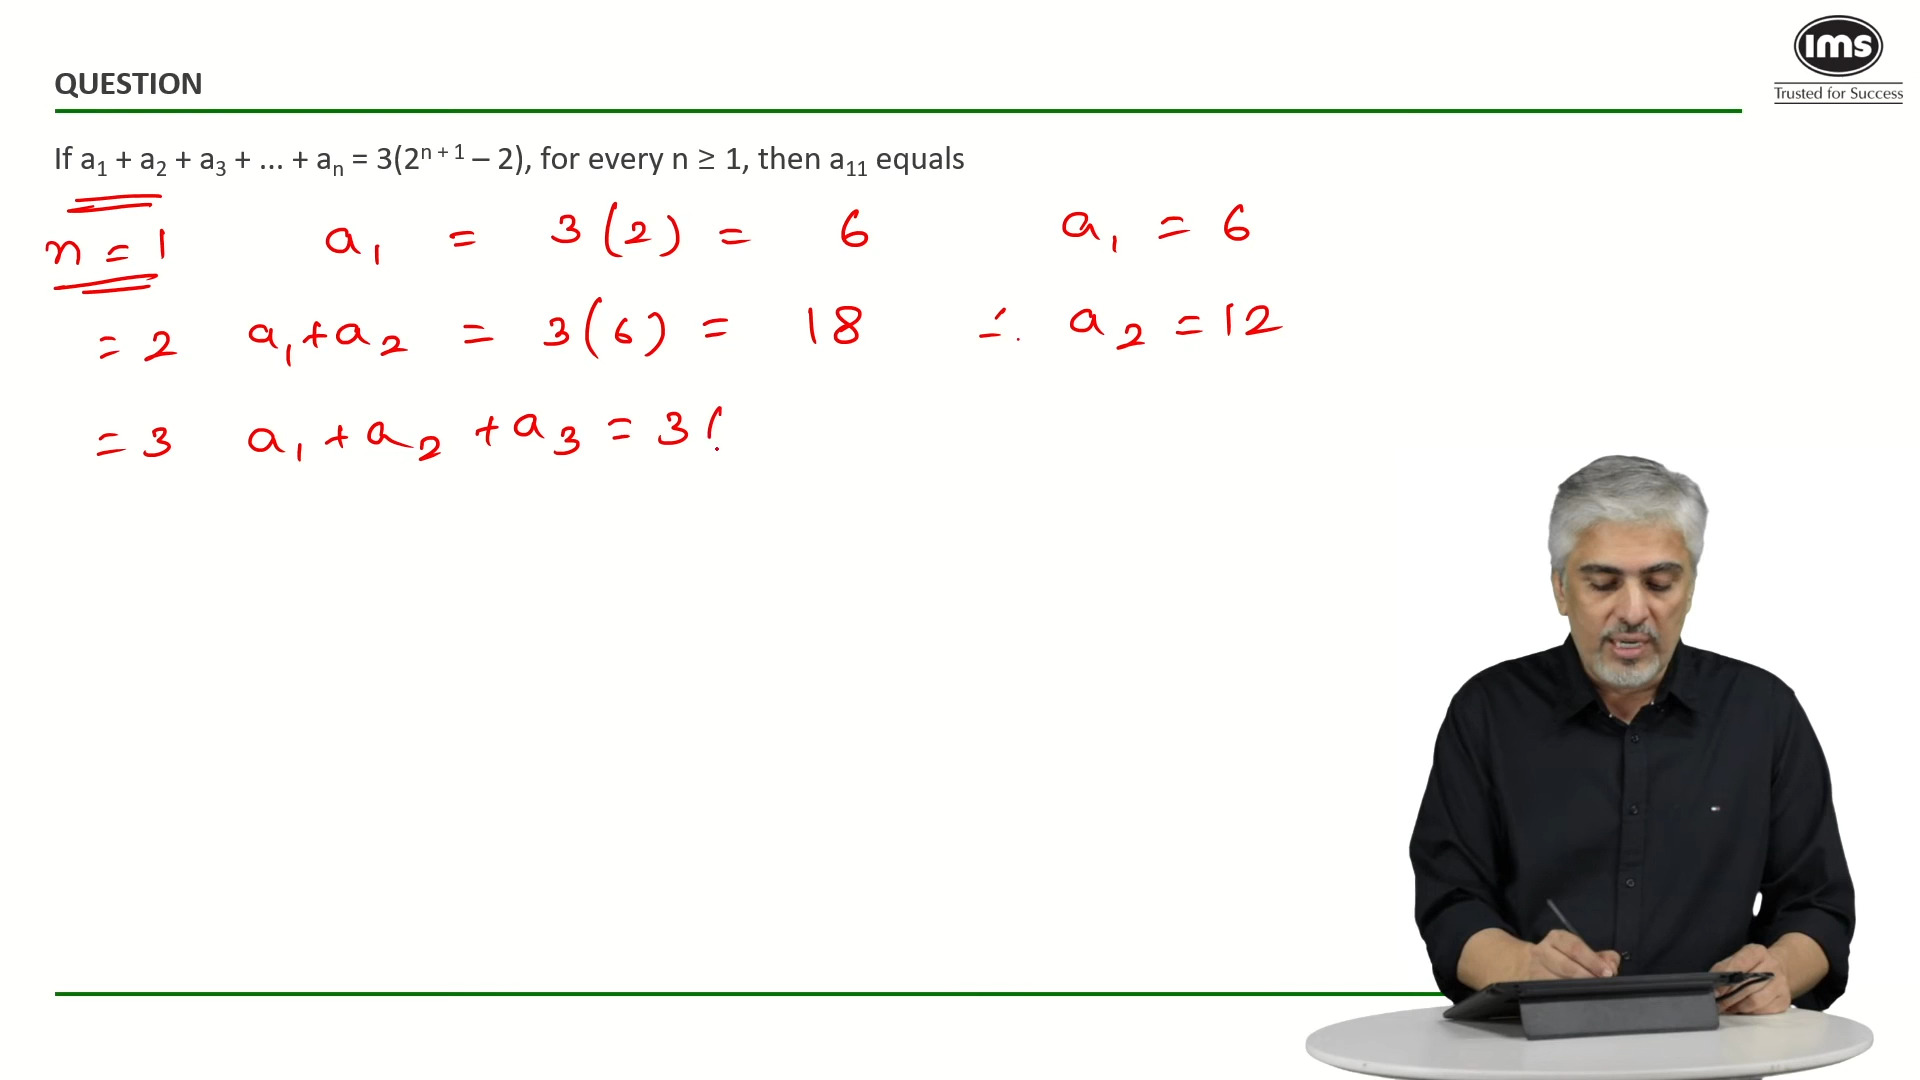 ims
Trusted for Success
QUESTION
If a₁ + a₂ + a₃ + ... + aₙ = 3(2ⁿ⁺¹ – 2), for every n ≥ 1, then a₁₁ equals
n = 1 a₁ = 3(2) = 6 a₁ = 6
= 2 a₁+a₂ = 3(6) = 18 ∴ a₂ = 12
= 3 a₁+a₂+a₃ = 3(